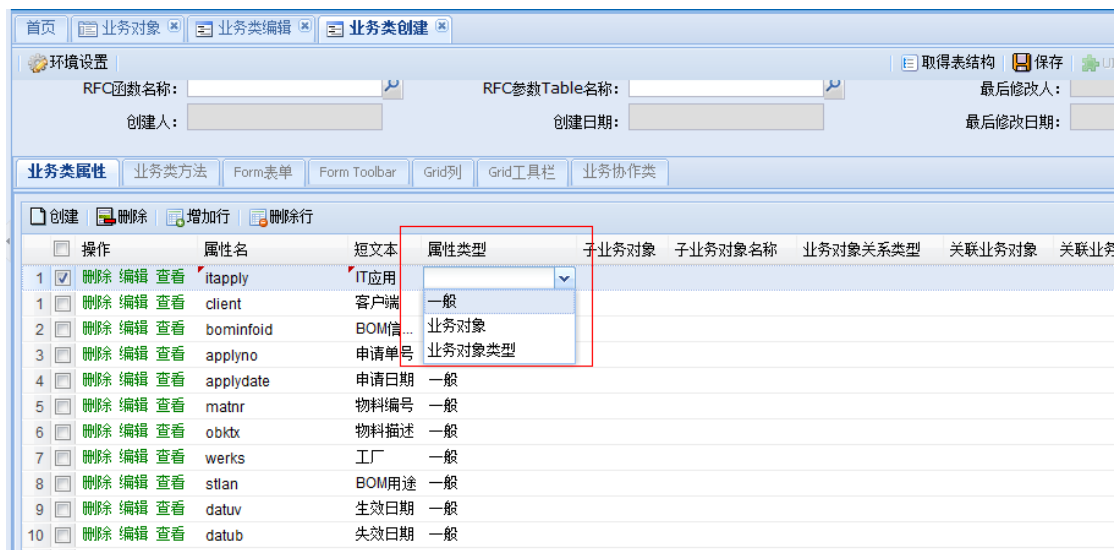 首页 业务对象 业务类编辑 业务类创建
环境设置 取得表结构 保存
RFC函数名称: RFC参数Table名称: 最后修改人:
创建人: 创建日期: 最后修改日期:
业务类属性 业务类方法 Form表单 Form Toolbar Grid列 Grid工具栏 业务协作类
创建 删除 增加行 删除行
操作 属性名 短文本 属性类型 子业务对象 子业务对象名称 业务对象关系类型 关联业务对象 关联业务
1 删除 编辑 查看 itapply IT应用
1 删除 编辑 查看 client 客户端 一般
2 删除 编辑 查看 bominfoid BOM信... 业务对象
3 删除 编辑 查看 applyno 申请单号 业务对象类型
4 删除 编辑 查看 applydate 申请日期 一般
5 删除 编辑 查看 matnr 物料编号 一般
6 删除 编辑 查看 obktx 物料描述 一般
7 删除 编辑 查看 werks 工厂 一般
8 删除 编辑 查看 stlan BOM用途 一般
9 删除 编辑 查看 datuv 生效日期 一般
10 删除 编辑 查看 datub 失效日期 一般